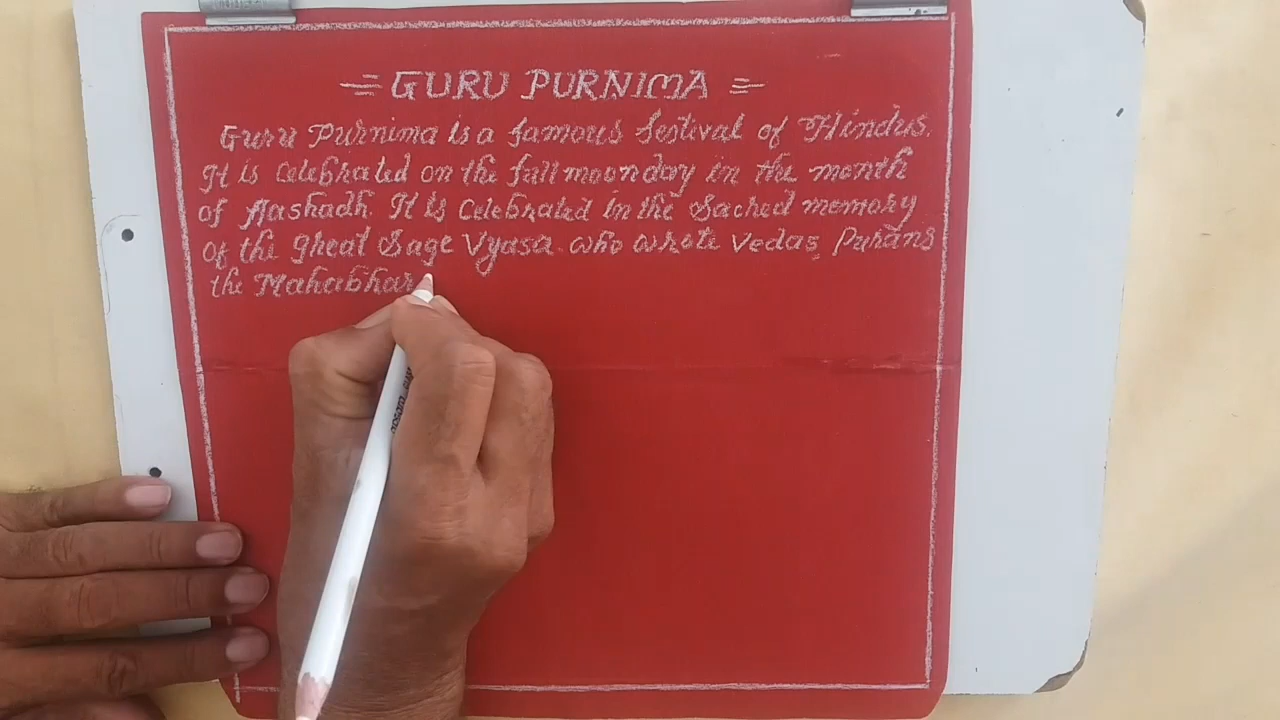 = GURU PURNIMA =
Guru Purnima is a famous festival of Hindus.
It is celebrated on the full moon day in the month
of Aashadh. It is Celebrated in the Sacred memory
of the great Sage Vyasa who wrote Vedas, Purans
the Mahabhar